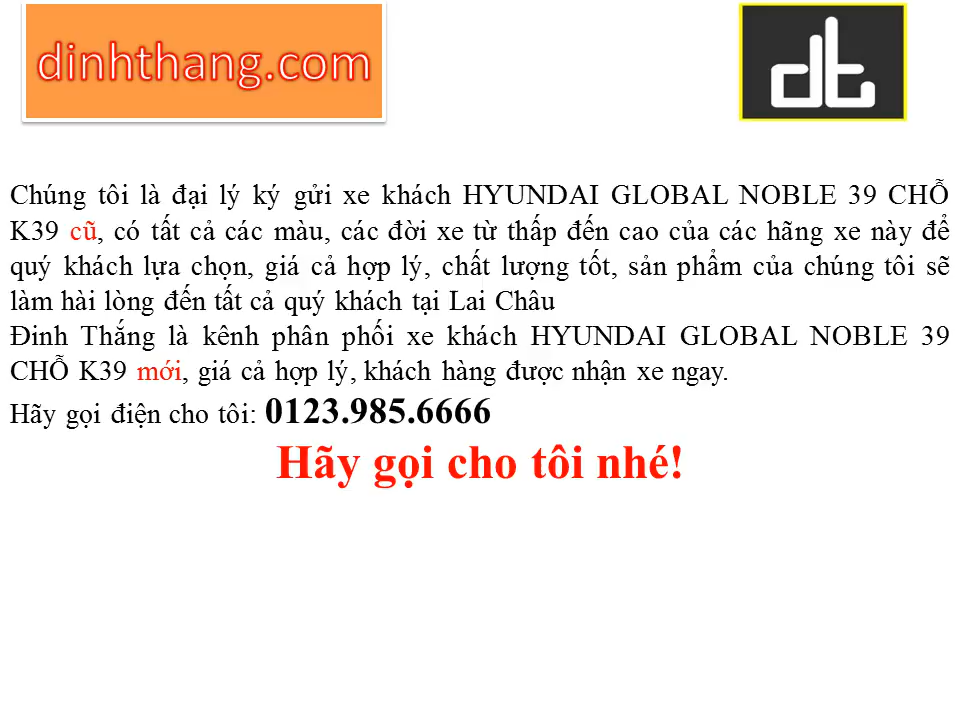 dinhthang.com
dt
Chúng tôi là đại lý ký gửi xe khách HYUNDAI GLOBAL NOBLE 39 CHỖ
K39 cũ, có tất cả các màu, các đời xe từ thấp đến cao của các hãng xe này để
quý khách lựa chọn, giá cả hợp lý, chất lượng tốt, sản phẩm của chúng tôi sẽ
làm hài lòng đến tất cả quý khách tại Lai Châu
Đinh Thắng là kênh phân phối xe khách HYUNDAI GLOBAL NOBLE 39
CHỖ K39 mới, giá cả hợp lý, khách hàng được nhận xe ngay.
Hãy gọi điện cho tôi: 0123.985.6666
Hãy gọi cho tôi nhé!